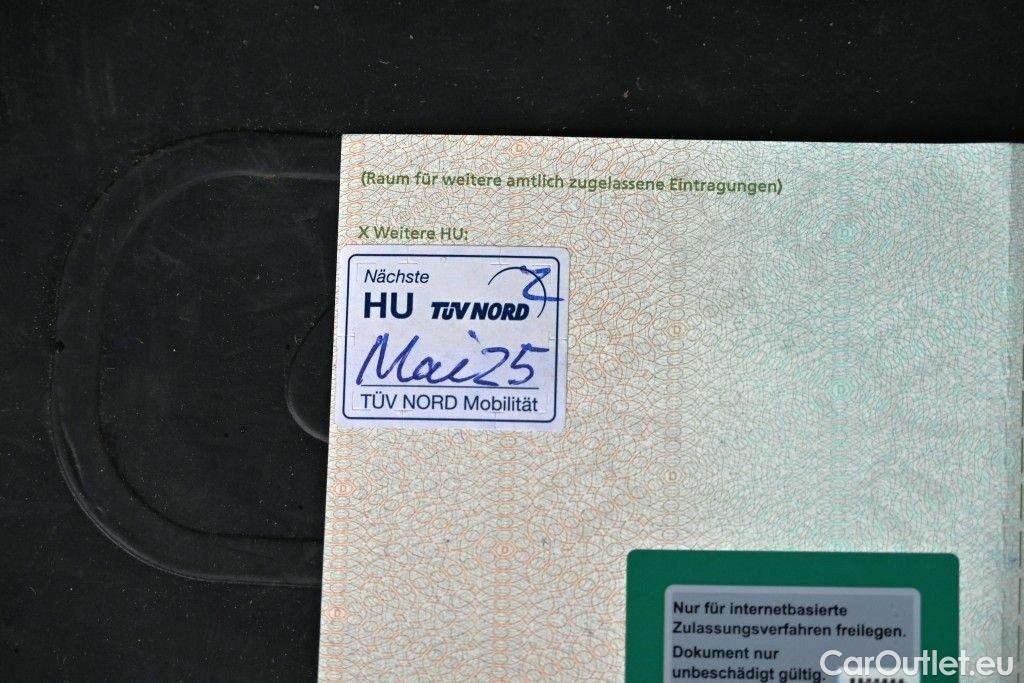 (Raum für weitere amtlich zugelassene Eintragungen)
X Weitere HU:
Nächste
HU TÜV NORD
Mai 25
TÜV NORD Mobilität
Nur für internetbasierte
Zulassungsverfahren freilegen.
Dokument nur
unbeschädigt gültig.
CarOutlet.eu